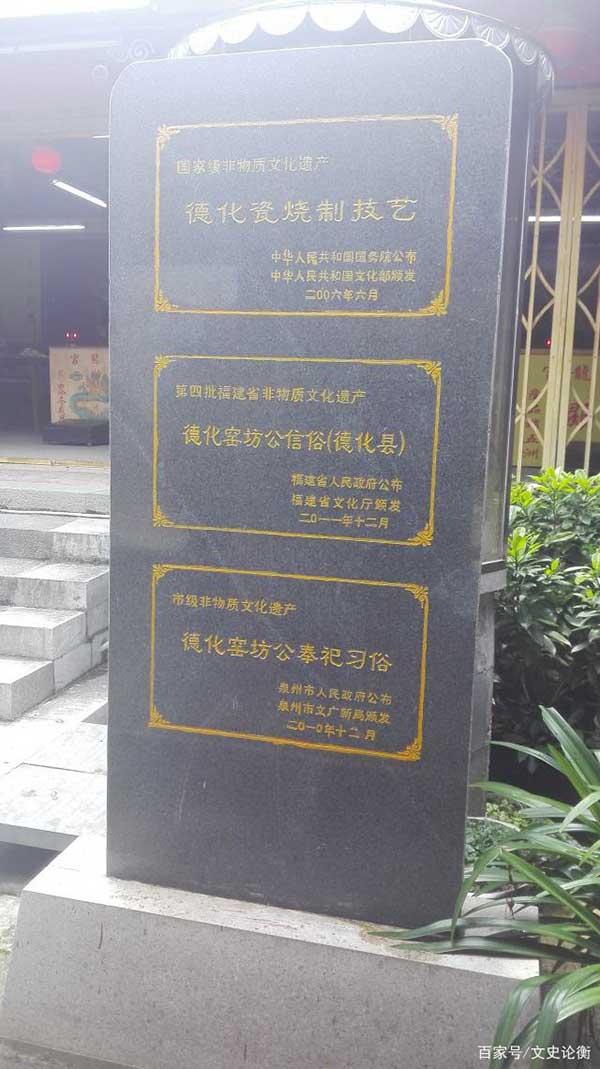 国家级非物质文化遗产
德化瓷烧制技艺
中华人民共和国国务院公布
中华人民共和国文化部颁发
二00六年六月
第四批福建省非物质文化遗产
德化窑坊公信俗(德化县)
福建省人民政府公布
福建省文化厅颁发
二0一一年十二月
市级非物质文化遗产
德化窑坊公奉祀习俗
泉州市人民政府公布
泉州市文广新局颁发
二0一0年十二月
百家号/文史论衡